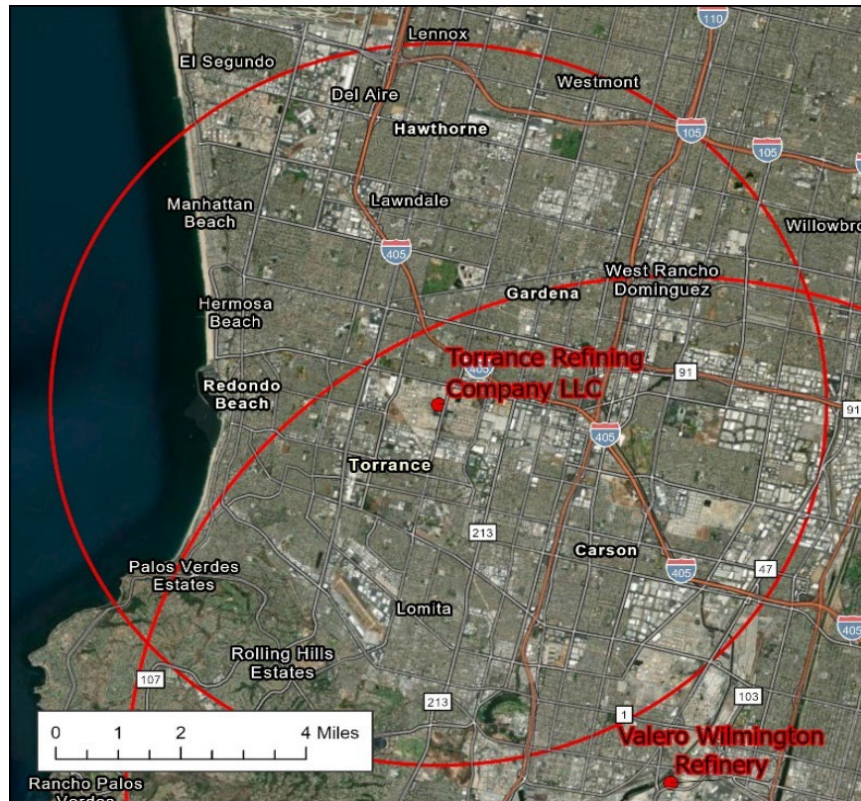 110
Lennox
El Segundo
Westmont
Del Aire
Hawthorne
105
105
Manhattan
Beach
Lawndale
405
Willowbro
West Rancho
Dominguez
Gardena
Hermosa
Beach
Torrance Refining
Company LLC
405
91
91
Redondo
Beach
405
Torrance
213
Carson
47
405
Palos Verdes
Estates
Lomita
405
Rolling Hills
Estates
107
213
103
1
0 1 2 4 Miles
Valero Wilmington
Refinery
Rancho Palos
Verdes